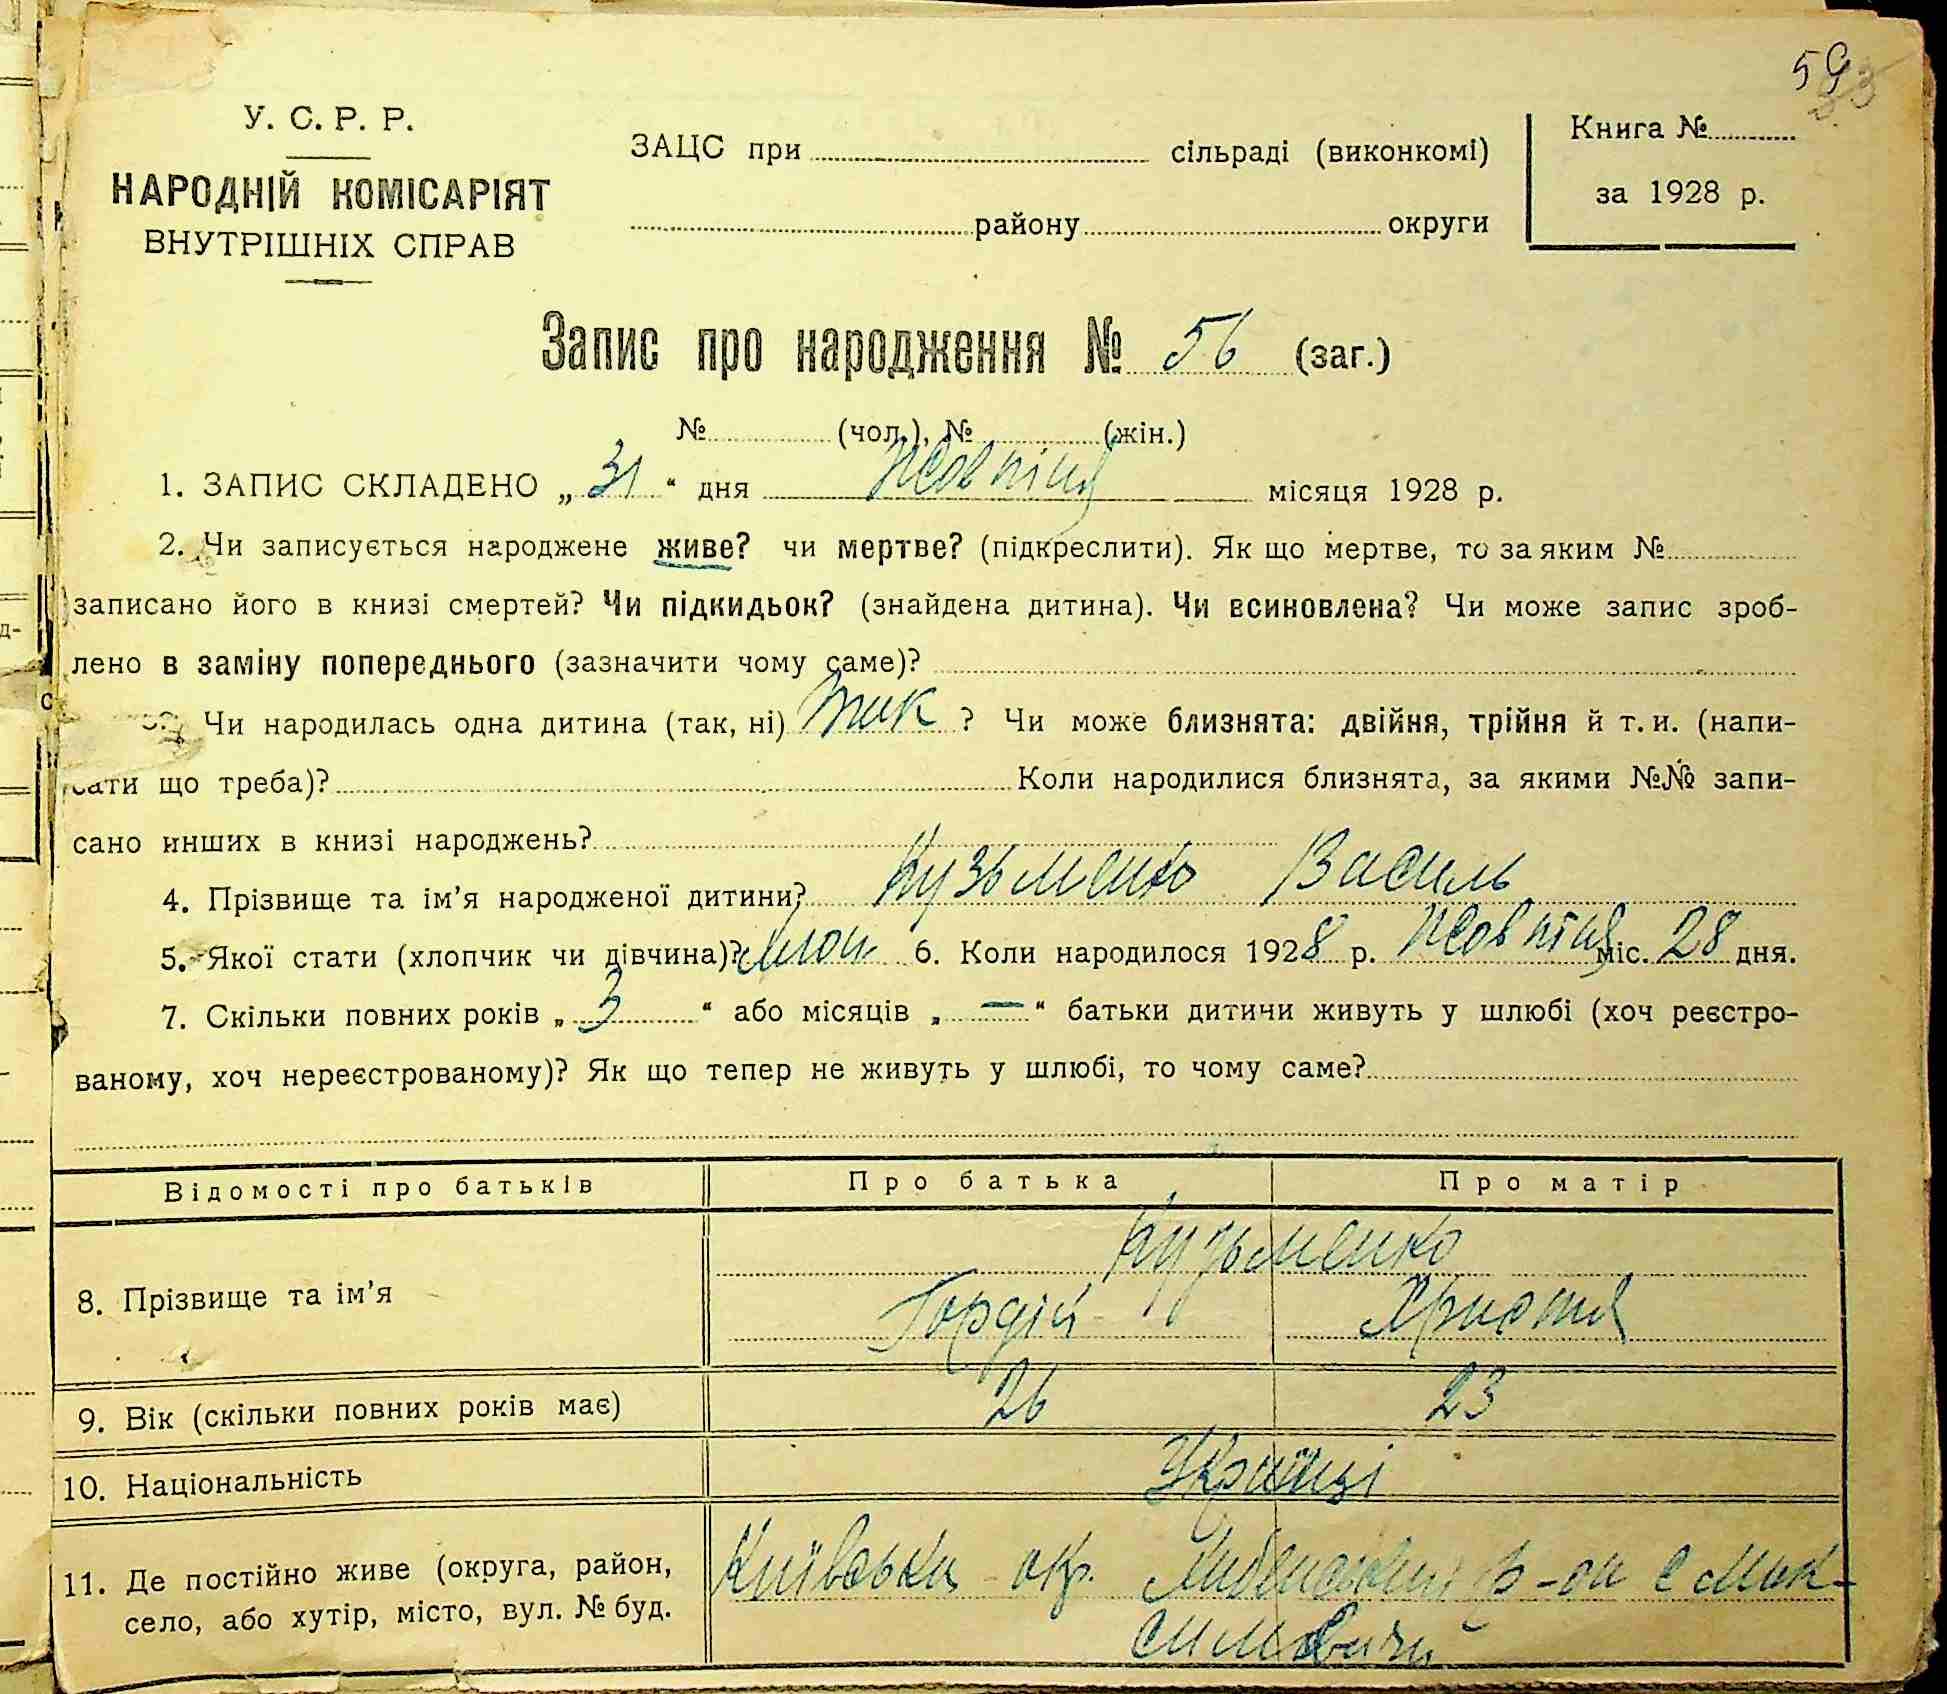 59
У. С. Р. Р.
НАРОДНІЙ КОМІСАРІЯТ
ВНУТРІШНІХ СПРАВ
ЗАЦС при сільраді (виконкомі)
району округи
Книга №
за 1928 р.
Запис про народження № 56 (заг.)
№ (чол.), № (жін.)
1. ЗАПИС СКЛАДЕНО „31“ дня Жовтня місяця 1928 р.
2. Чи записується народжене живе? чи мертве? (підкреслити). Як що мертве, то за яким №
записано його в книзі смертей? Чи підкидьок? (знайдена дитина). Чи всиновлена? Чи може запис зроб-
лено в заміну попереднього (зазначити чому саме)?
Чи народилась одна дитина (так, ні) так ? Чи може близнята: двійня, трійня й т. и. (напи-
сати що треба)? Коли народилися близнята, за якими №№ запи-
сано инших в книзі народжень?
4. Прізвище та ім’я народженої дитини? Кузьменко Василь
5. Якої стати (хлопчик чи дівчина)? 6. Коли народилося 1928 р. Жовтня міс. 28 дня.
7. Скільки повних років „3“ або місяців „—“ батьки дитичи живуть у шлюбі (хоч реєстро-
ваному, хоч нереєстрованому)? Як що тепер не живуть у шлюбі, то чому саме?
Відомості про батьків Про батька Про матір
Кузьменко
8. Прізвище та ім’я Гордій Христя
9. Вік (скільки повних років має) 26 23
10. Національність Українці
11. Де постійно живе (округа, район, Київська окр. р-он с Мак-
село, або хутір, місто, вул. № буд. симовичі